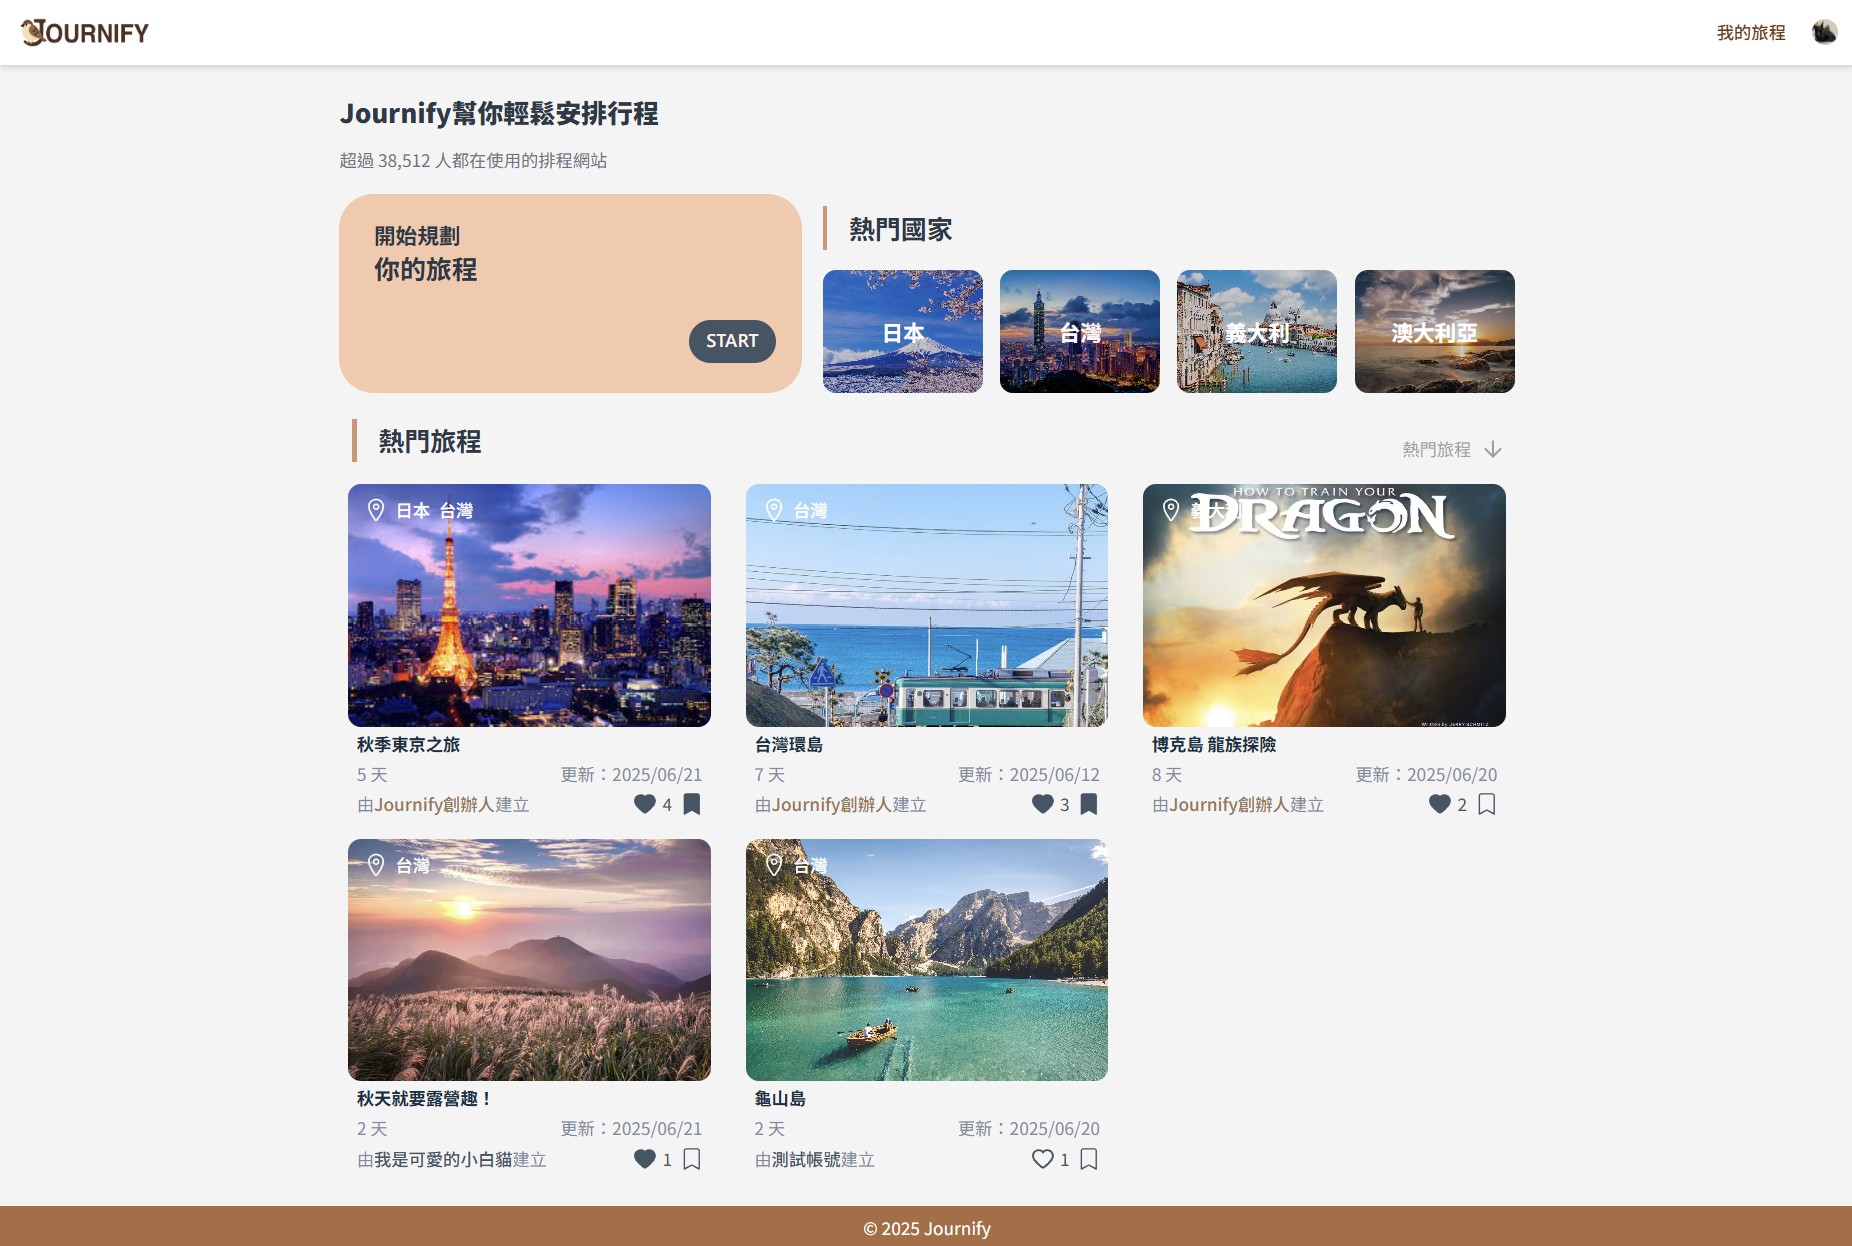 JOURNIFY
我的旅程
Journify幫你輕鬆安排行程
超過 38,512 人都在使用的排程網站
開始規劃
你的旅程
START
熱門國家
日本
台灣
義大利
澳大利亞
熱門旅程
熱門旅程
日本 台灣
秋季東京之旅
5 天
更新：2025/06/21
由Journify創辦人建立
4
台灣
台灣環島
7 天
更新：2025/06/12
由Journify創辦人建立
3
義大利
HOW TO TRAIN YOUR
DRAGON
Written by JERRY SCHMITZ
博克島 龍族探險
8 天
更新：2025/06/20
由Journify創辦人建立
2
台灣
秋天就要露營趣！
2 天
更新：2025/06/21
由我是可愛的小白貓建立
1
台灣
龜山島
2 天
更新：2025/06/20
由測試帳號建立
1
© 2025 Journify